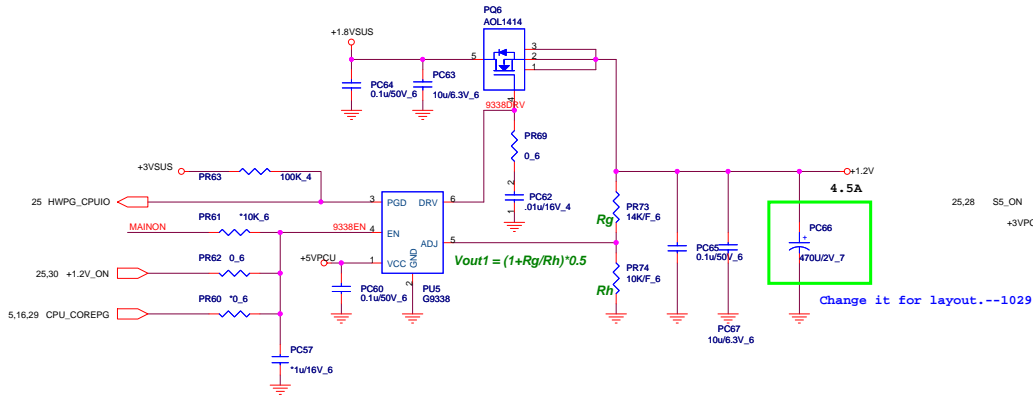 PQ6
AOL1414
+1.8VSUS
5
3
2
1
4
9338DRV
PC64
0.1u/50V_6
PC63
10u/6.3V_6
PR69
0_6
2
1
PC62
.01u/16V_4
+3VSUS
PR63
100K_4
25 HWPG_CPUIO
3
PGD
DRV
6
MAINON
PR61
*10K_6
9338EN
4
EN
ADJ
5
+5VPCU
1
VCC
GND
2
PU5
G9338
PR62
0_6
25,30 +1.2V_ON
PR60
*0_6
5,16,29 CPU_COREPG
PC60
0.1u/50V_6
PC57
*1u/16V_6
Vout1 = (1+Rg/Rh)*0.5
Rg
PR73
14K/F_6
Rh
PR74
10K/F_6
PC65
0.1u/50V_6
PC67
10u/6.3V_6
+1.2V
4.5A
PC66
+
470U/2V_7
Change it for layout.--1029
25,28 S5_ON
+3VPC